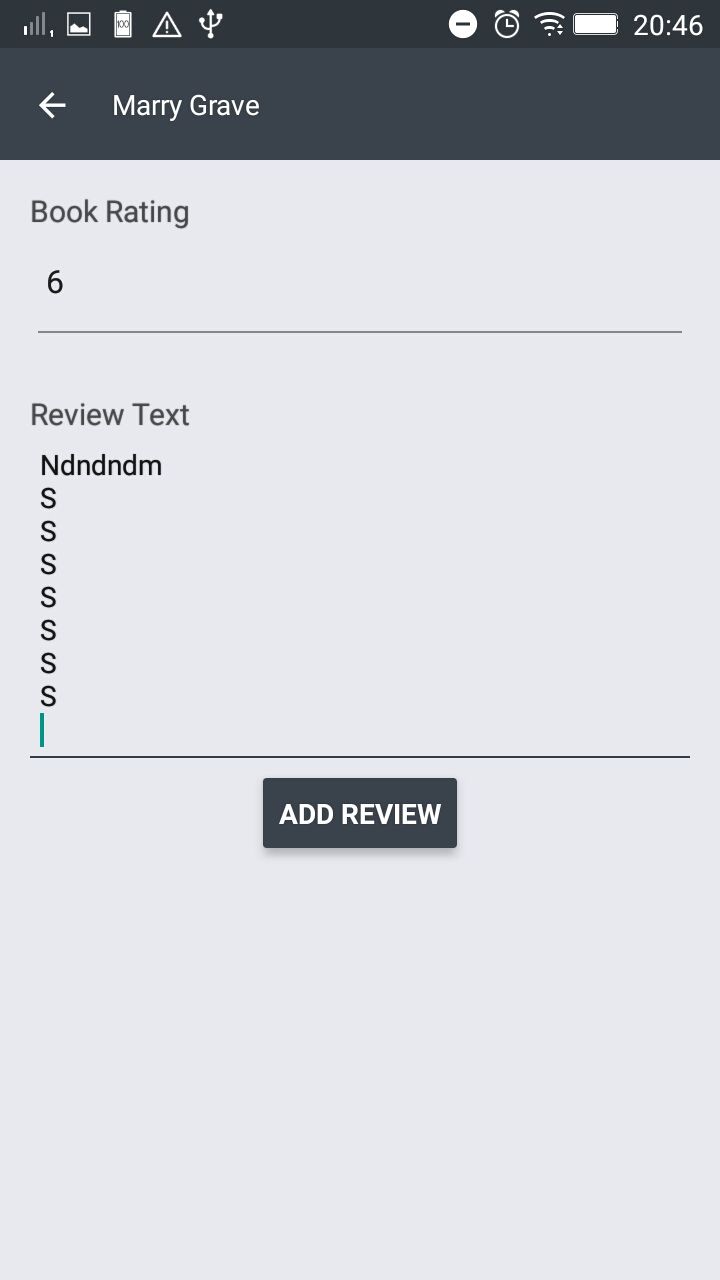 20:46
Marry Grave
Book Rating
6
Review Text
Ndndndm
S
S
S
S
S
S
S
ADD REVIEW